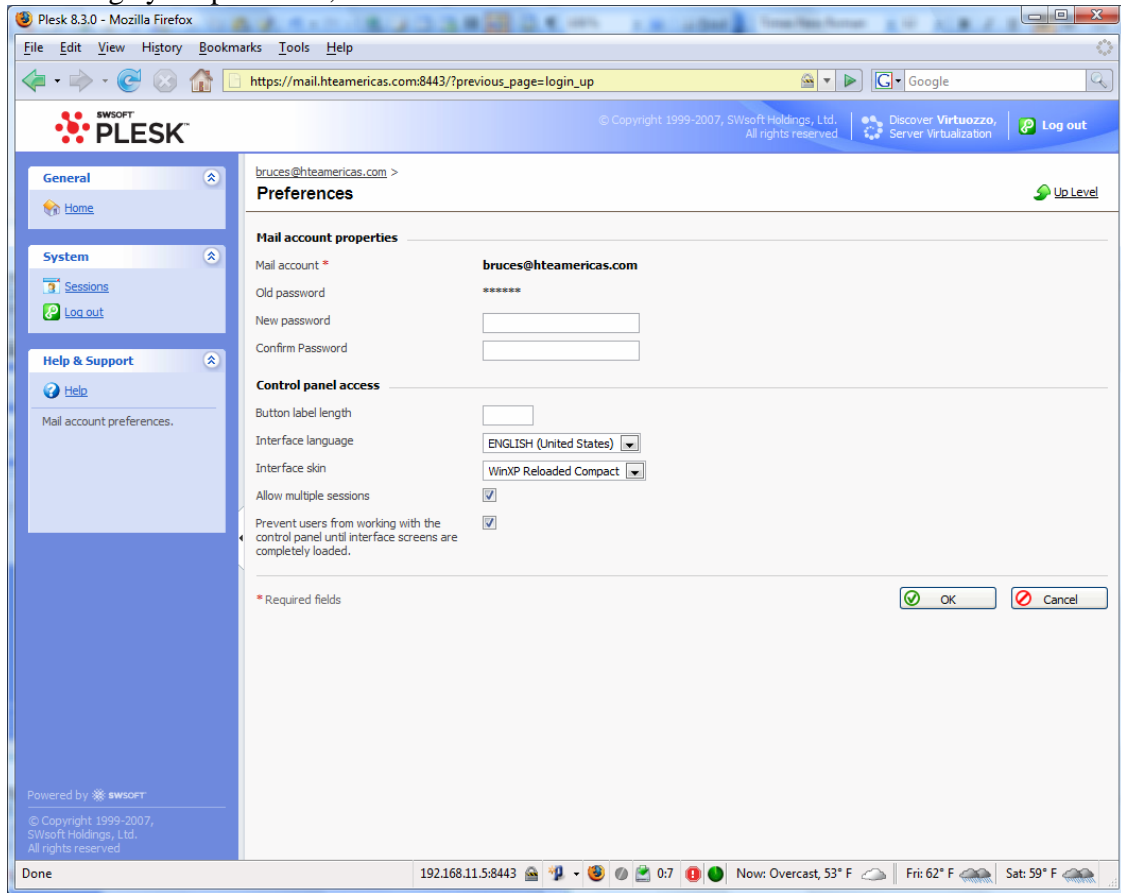 Plesk 8.3.0 - Mozilla Firefox
File Edit View History Bookmarks Tools Help
https://mail.hteamericas.com:8443/?previous_page=login_up
G Google
SWSOFT
PLESK™
© Copyright 1999-2007, SWsoft Holdings, Ltd.
All rights reserved
Discover Virtuozzo,
Server Virtualization
Log out
General
Home
System
Sessions
Log out
Help & Support
Help
Mail account preferences.
bruces@hteamericas.com >
Preferences
Up Level
Mail account properties
Mail account *
bruces@hteamericas.com
Old password
******
New password
Confirm Password
Control panel access
Button label length
Interface language
ENGLISH (United States)
Interface skin
WinXP Reloaded Compact
Allow multiple sessions
Prevent users from working with the
control panel until interface screens are
completely loaded.
* Required fields
OK
Cancel
Powered by SWSOFT
© Copyright 1999-2007,
SWsoft Holdings, Ltd.
All rights reserved
Done
192.168.11.5:8443
0:7
Now: Overcast, 53° F
Fri: 62° F
Sat: 59° F